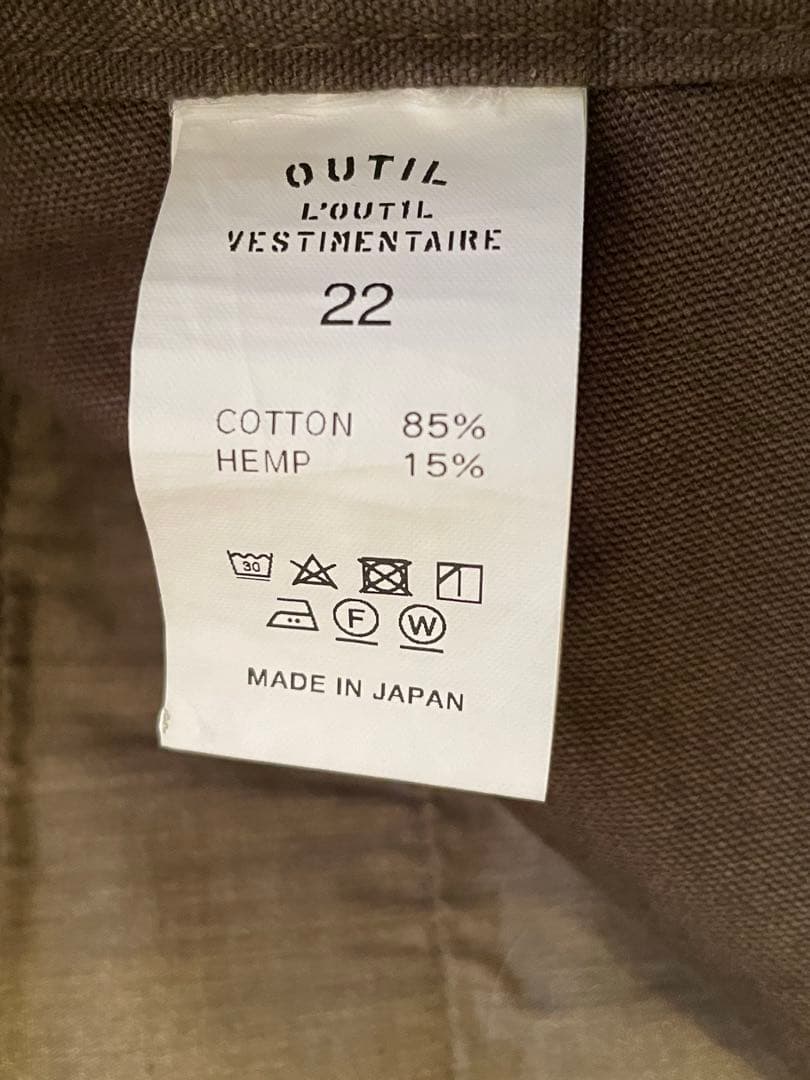 OUTIL
L'OUTIL
VESTIMENTAIRE
22
COTTON 85%
HEMP 15%
30
F W
MADE IN JAPAN